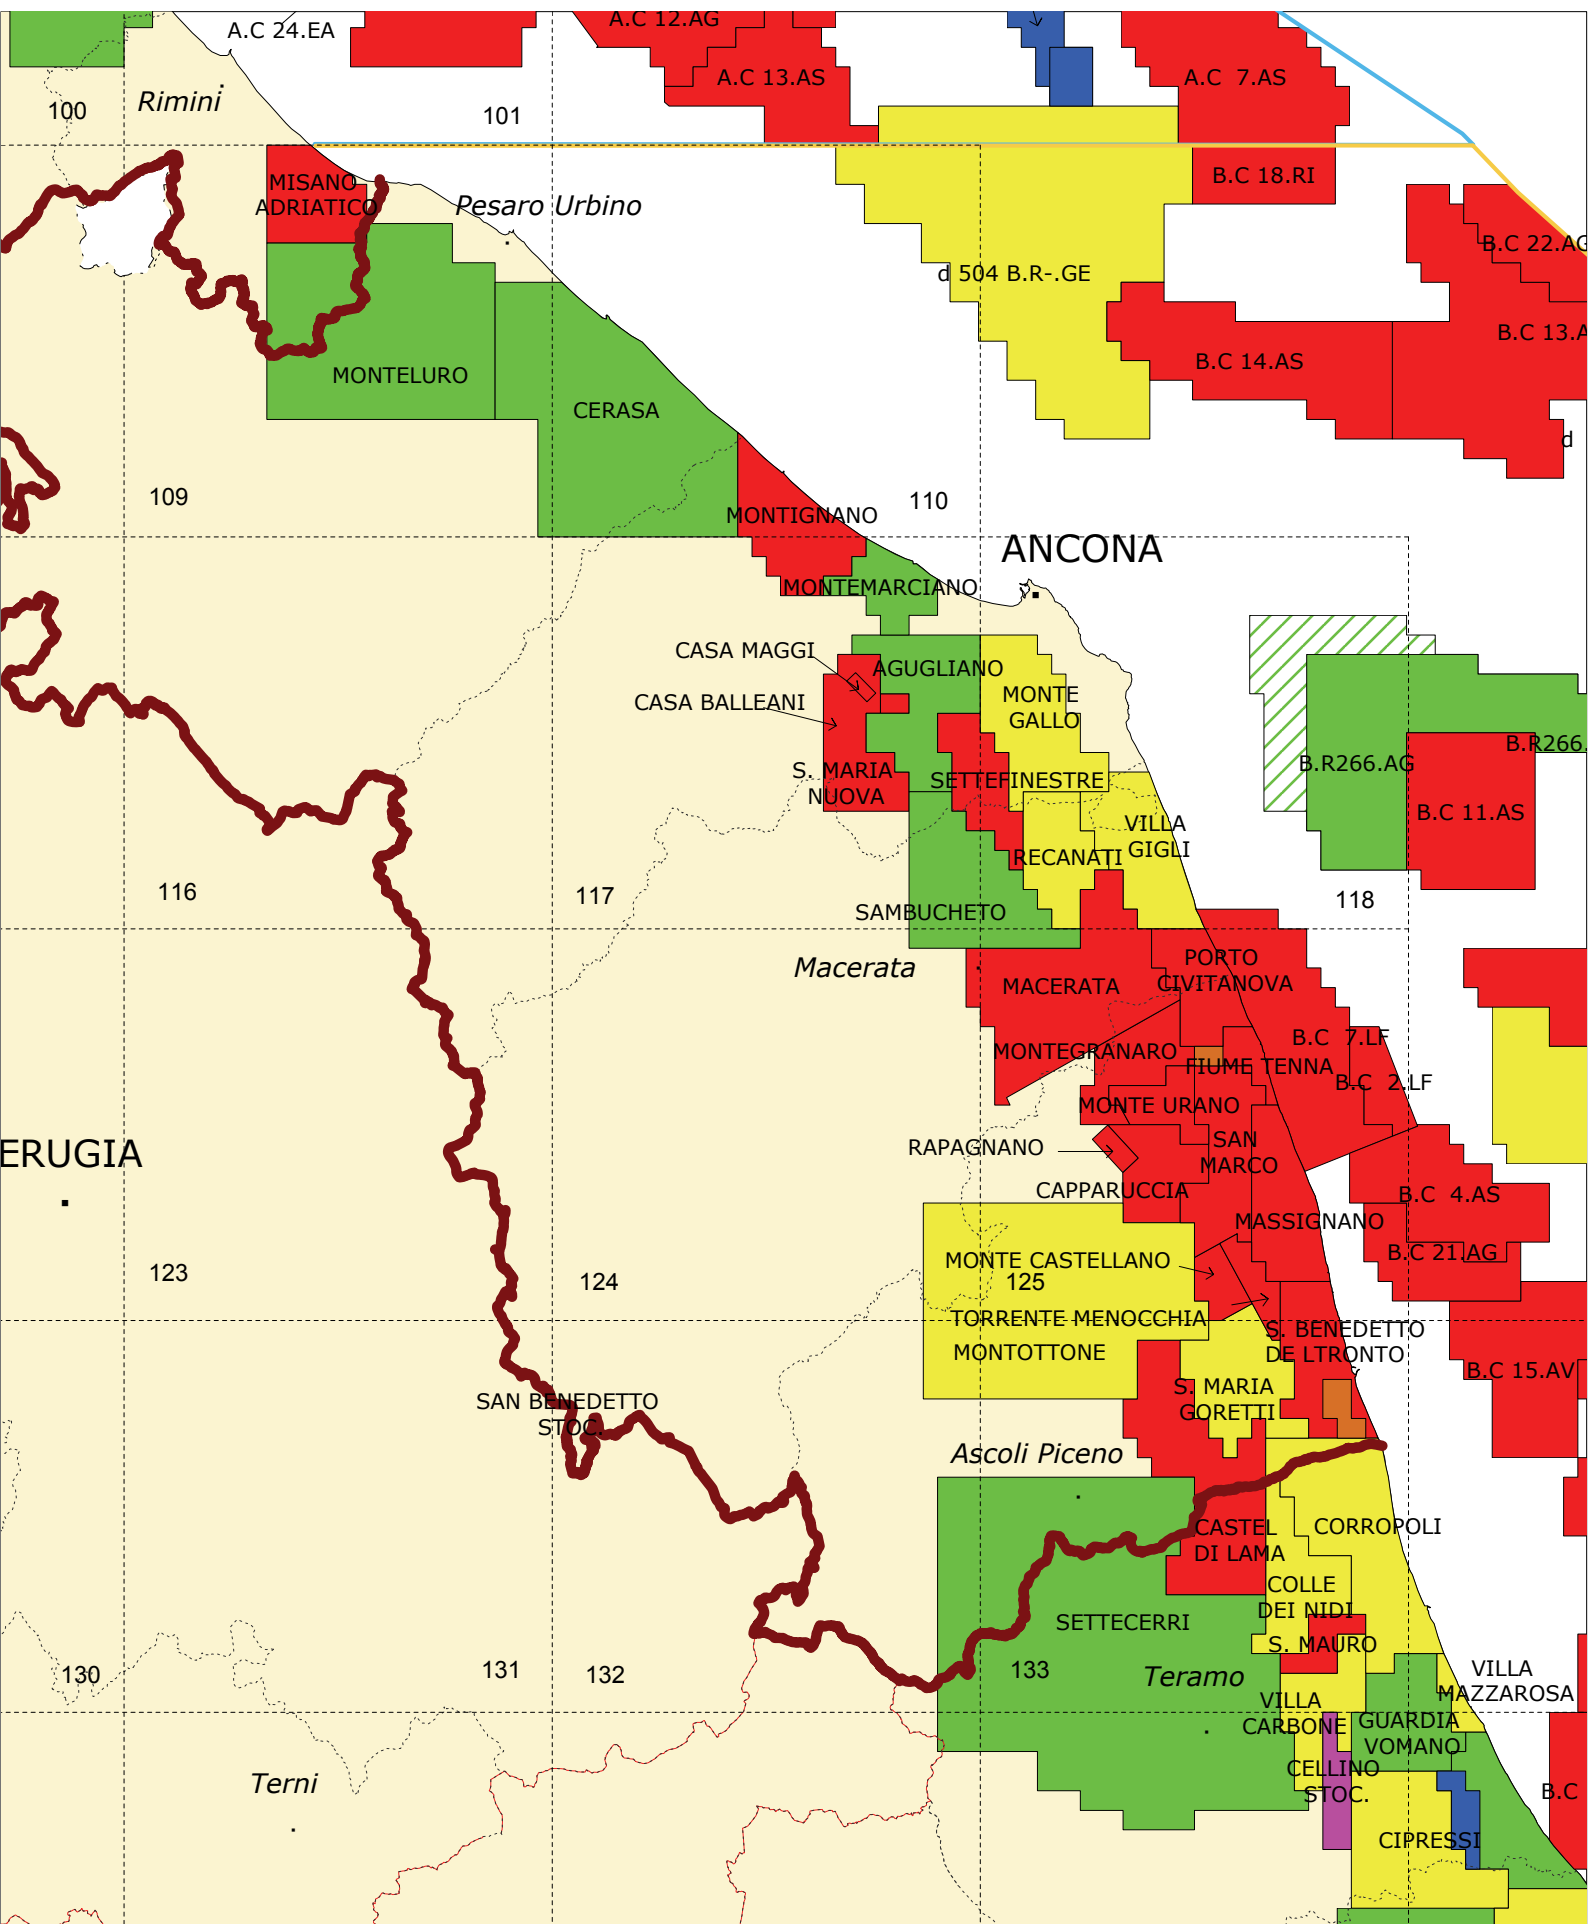 A.C 24.EA
A.C 12.AG
A.C 13.AS
A.C 7.AS
100
Rimini
101
MISANO
ADRIATICO
Pesaro Urbino
B.C 18.RI
B.C 22.AG
d 504 B.R-.GE
B.C 13.A
B.C 14.AS
MONTELURO
CERASA
d
109
110
MONTIGNANO
ANCONA
MONTEMARCIANO
CASA MAGGI
AGUGLIANO
CASA BALLEANI
MONTE
GALLO
B.R266.
B.R266.AG
S. MARIA
NUOVA
SETTEFINESTRE
B.C 11.AS
VILLA
GIGLI
RECANATI
116
117
118
SAMBUCHETO
Macerata
PORTO
CIVITANOVA
MACERATA
B.C 7.LF
MONTEGRANARO
FIUME TENNA
B.C 2.LF
MONTE URANO
ERUGIA
RAPAGNANO
SAN
MARCO
CAPPARUCCIA
B.C 4.AS
MASSIGNANO
B.C 21.AG
MONTE CASTELLANO
123
124
125
TORRENTE MENOCCHIA
S. BENEDETTO
DE LTRONTO
MONTOTTONE
B.C 15.AV
S. MARIA
GORETTI
SAN BENEDETTO
STOC.
Ascoli Piceno
CASTEL
DI LAMA
CORROPOLI
COLLE
DEI NIDI
SETTECERRI
S. MAURO
130
131
132
133
Teramo
VILLA
MAZZAROSA
VILLA
CARBONE
GUARDIA
VOMANO
Terni
CELLINO
STOC.
B.C
CIPRESSI